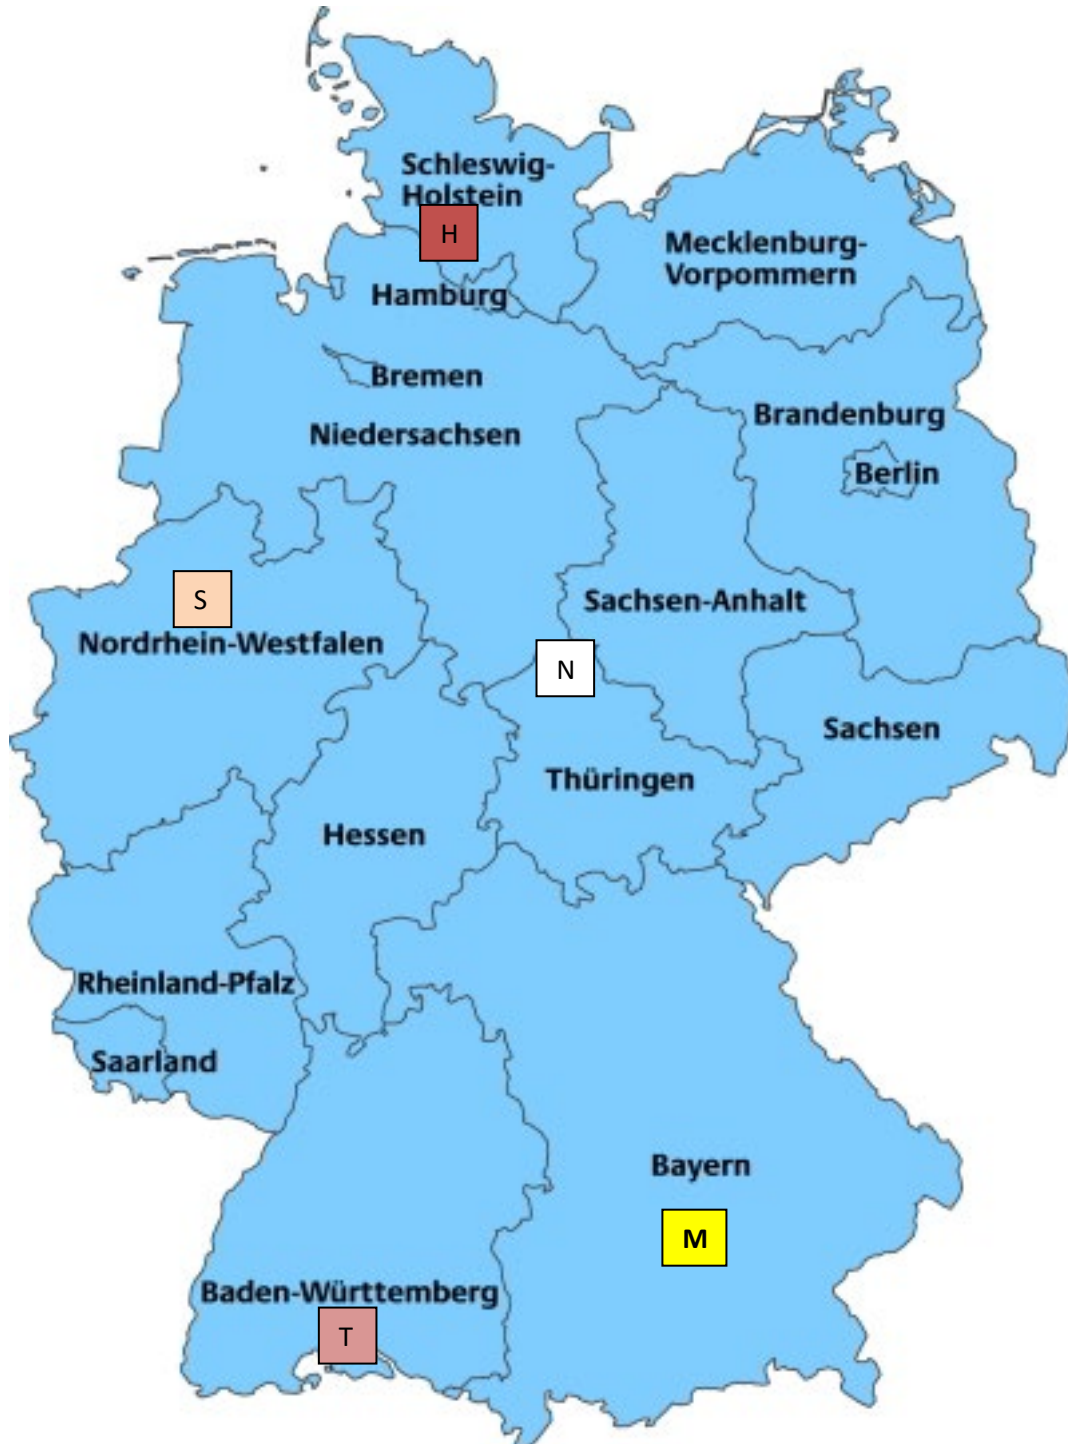 Schleswig-
Holstein
H
Mecklenburg-
Vorpommern
Hamburg
Bremen
Brandenburg
Niedersachsen
Berlin
S
Sachsen-Anhalt
Nordrhein-Westfalen
N
Sachsen
Thüringen
Hessen
Rheinland-Pfalz
Saarland
Bayern
M
Baden-Württemberg
T